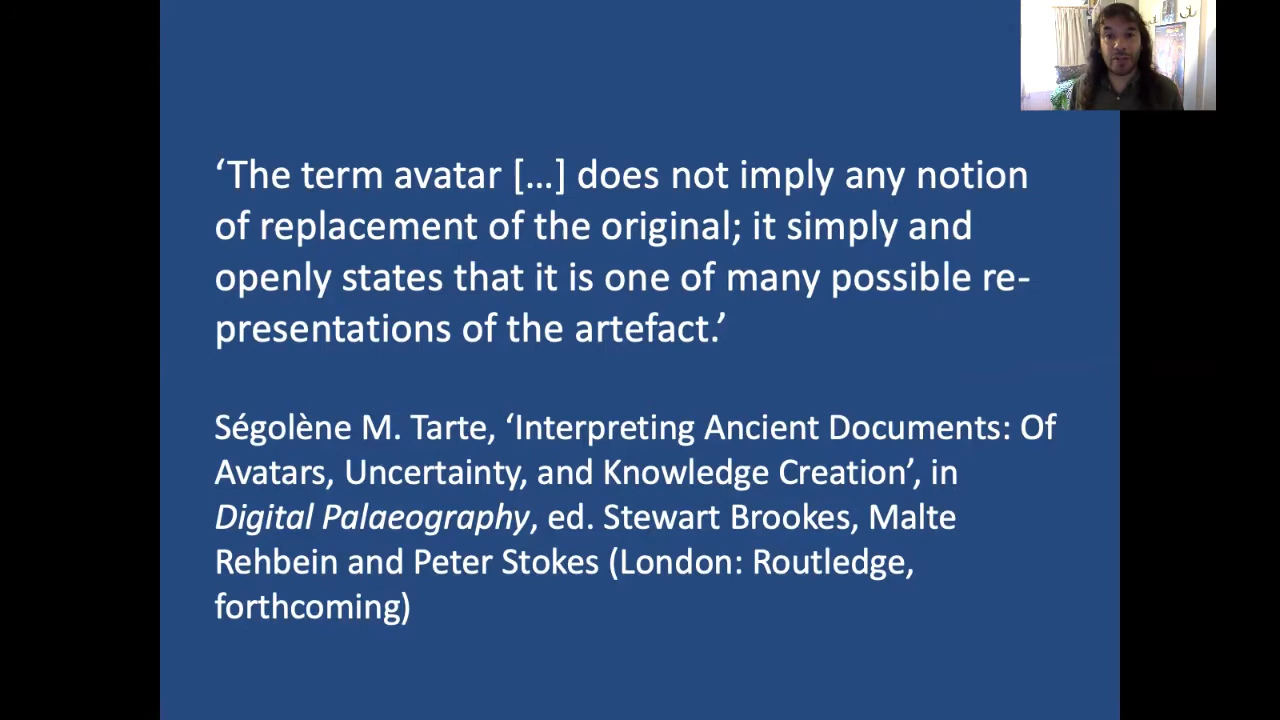 ‘The term avatar […] does not imply any notion
of replacement of the original; it simply and
openly states that it is one of many possible re-
presentations of the artefact.’
Ségolène M. Tarte, ‘Interpreting Ancient Documents: Of
Avatars, Uncertainty, and Knowledge Creation’, in
Digital Palaeography, ed. Stewart Brookes, Malte
Rehbein and Peter Stokes (London: Routledge,
forthcoming)